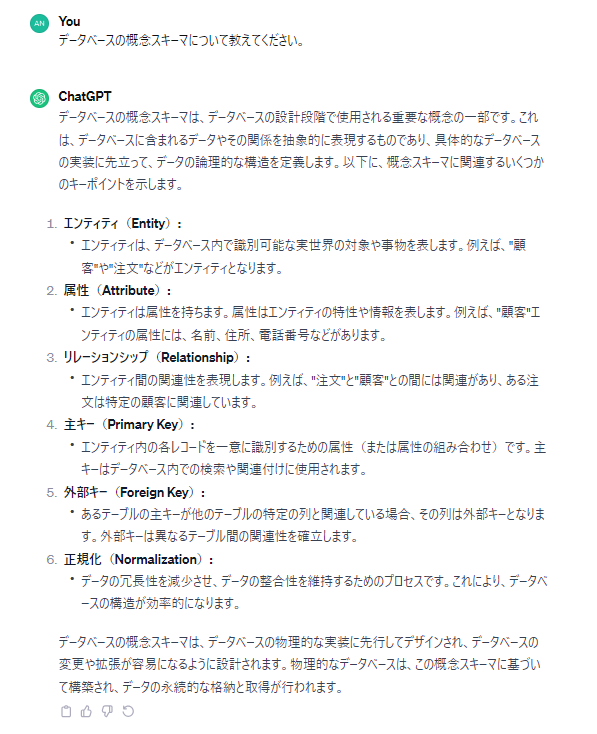 AN You
データベースの概念スキーマについて教えてください。
ChatGPT
データベースの概念スキーマは、データベースの設計段階で使用される重要な概念の一部です。これ
は、データベースに含まれるデータやその関係を抽象的に表現するものであり、具体的なデータベース
の実装に先立って、データの論理的な構造を定義します。以下に、概念スキーマに関連するいくつか
のキーポイントを示します。
1. エンティティ（Entity）:
• エンティティは、データベース内で識別可能な実世界の対象や事物を表します。例えば、"顧
客"や"注文"などがエンティティとなります。
2. 属性（Attribute）:
• エンティティは属性を持ちます。属性はエンティティの特性や情報を表します。例えば、"顧客"エ
ンティティの属性には、名前、住所、電話番号などがあります。
3. リレーションシップ（Relationship）:
• エンティティ間の関連性を表現します。例えば、"注文"と"顧客"との間には関連があり、ある注
文は特定の顧客に関連しています。
4. 主キー（Primary Key）:
• エンティティ内の各レコードを一意に識別するための属性（または属性の組み合わせ）です。主
キーはデータベース内での検索や関連付けに使用されます。
5. 外部キー（Foreign Key）:
• あるテーブルの主キーが他のテーブルの特定の列と関連している場合、その列は外部キーとなりま
す。外部キーは異なるテーブル間の関連性を確立します。
6. 正規化（Normalization）:
• データの冗長性を減少させ、データの整合性を維持するためのプロセスです。これにより、データベ
ースの構造が効率的になります。
データベースの概念スキーマは、データベースの物理的な実装に先行してデザインされ、データベースの
変更や拡張が容易になるように設計されます。物理的なデータベースは、この概念スキーマに基づい
て構築され、データの永続的な格納と取得が行われます。